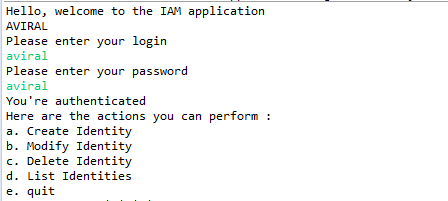 Hello, welcome to the IAM application
AVIRAL
Please enter your login
aviral
Please enter your password
aviral
You're authenticated
Here are the actions you can perform :
a. Create Identity
b. Modify Identity
c. Delete Identity
d. List Identities
e. quit